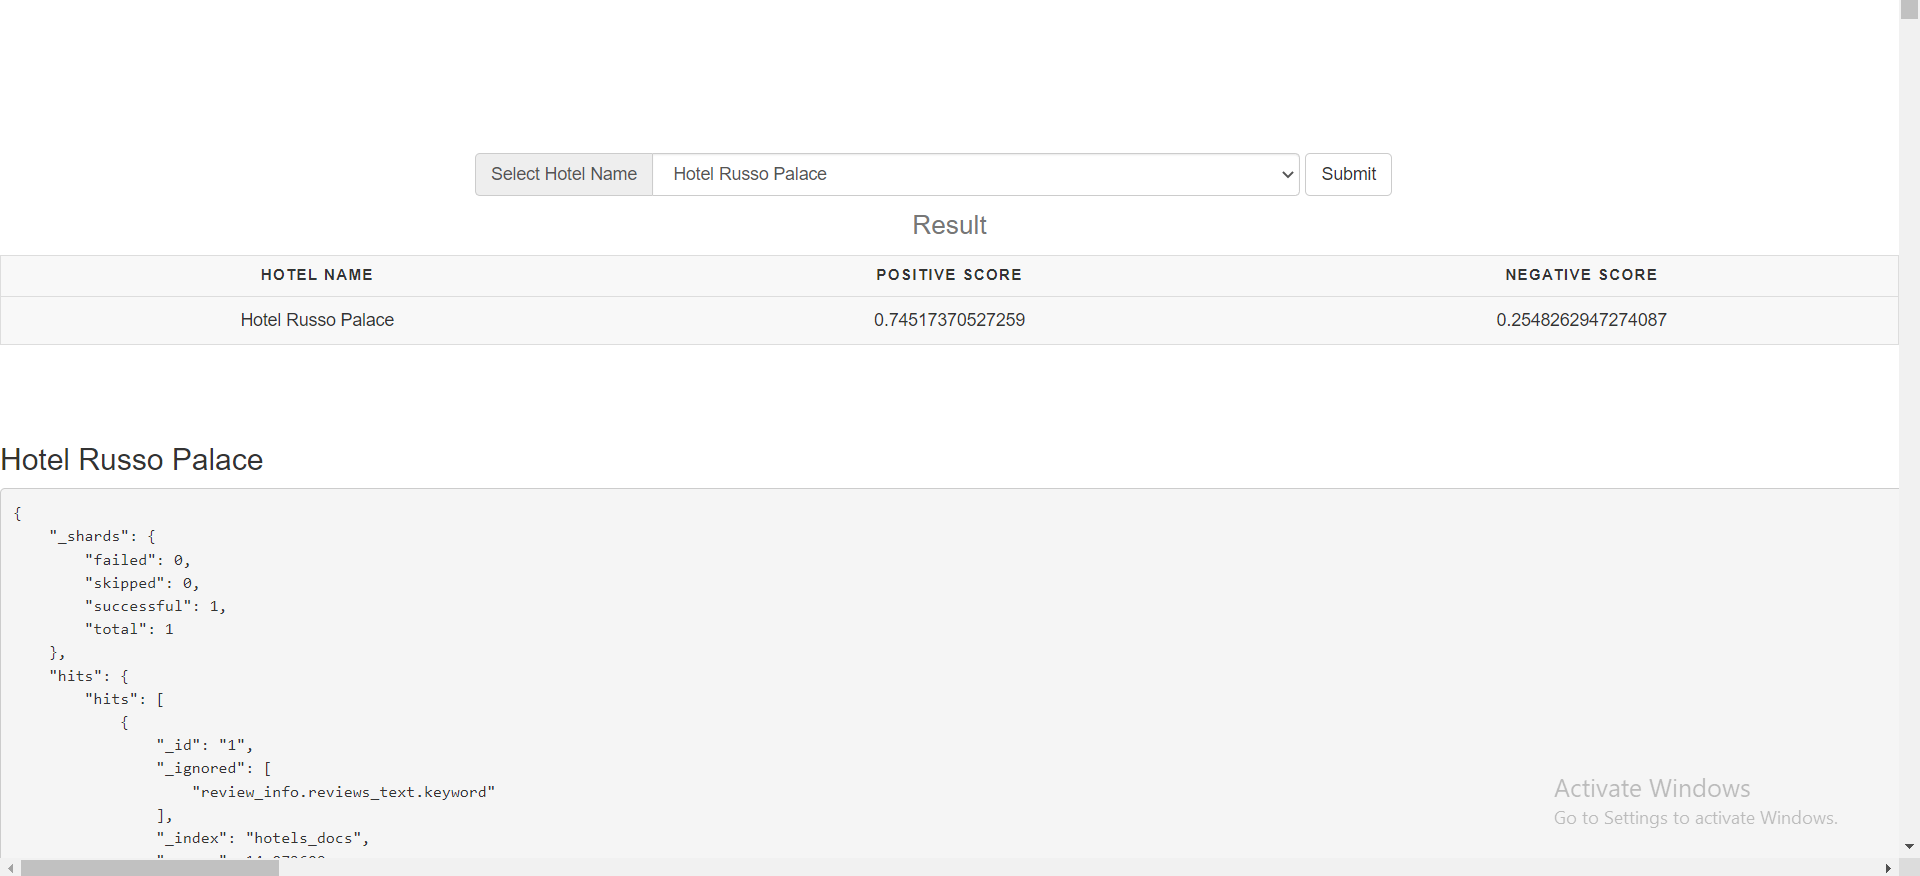 Select Hotel Name Hotel Russo Palace Submit
Result
HOTEL NAME POSITIVE SCORE NEGATIVE SCORE
Hotel Russo Palace 0.74517370527259 0.2548262947274087
Hotel Russo Palace
{
    "_shards": {
        "failed": 0,
        "skipped": 0,
        "successful": 1,
        "total": 1
    },
    "hits": {
        "hits": [
            {
                "_id": "1",
                "_ignored": [
                    "review_info.reviews_text.keyword"
                ],
                "_index": "hotels_docs",
Activate Windows
Go to Settings to activate Windows.